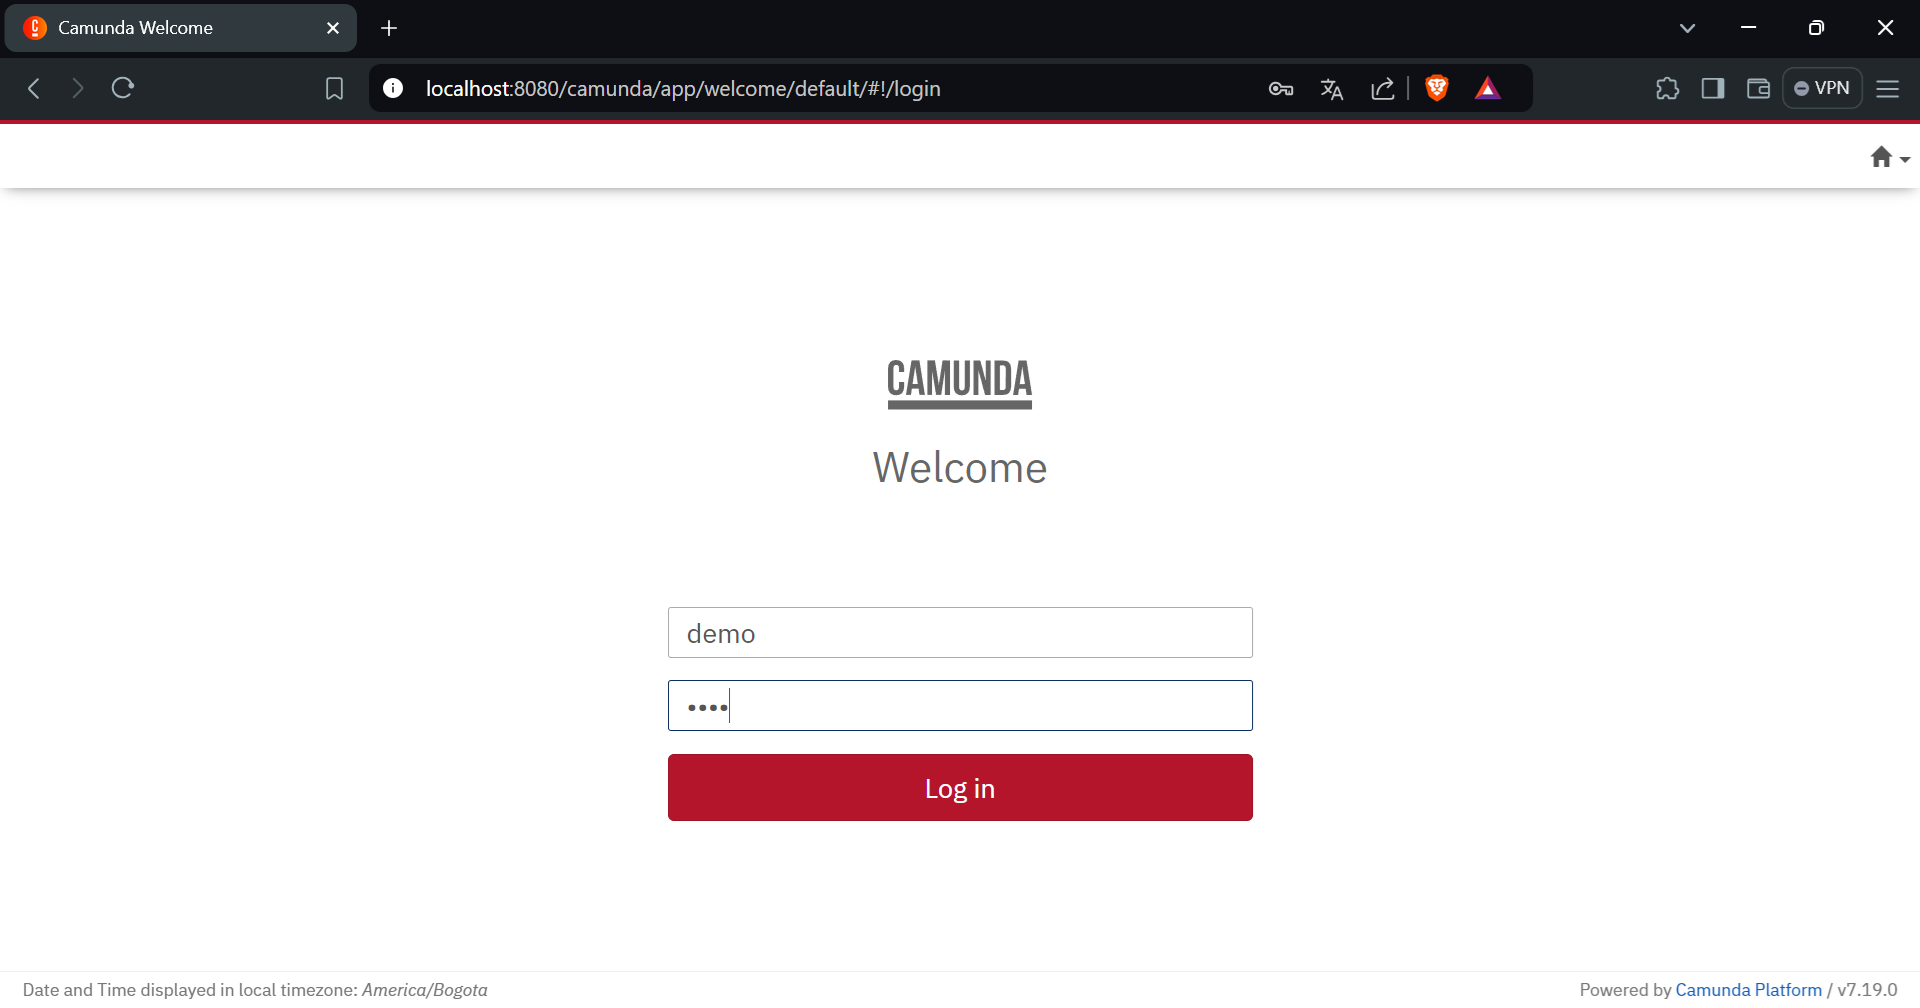 Camunda Welcome
localhost:8080/camunda/app/welcome/default/#!/login
VPN
CAMUNDA
Welcome
demo
••••
Log in
Date and Time displayed in local timezone: America/Bogota
Powered by Camunda Platform / v7.19.0